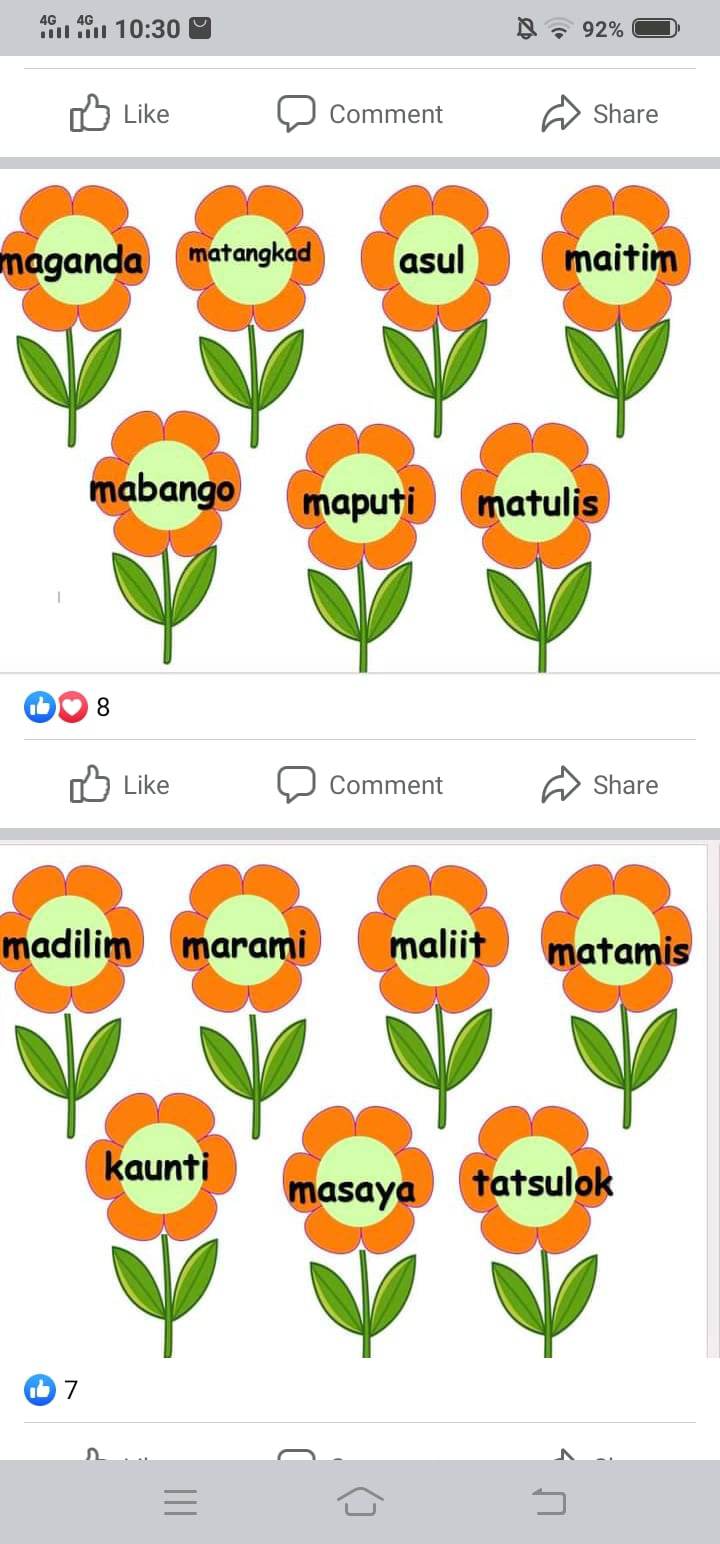 4G 4G 10:30 92%
Like Comment Share
maganda matangkad asul maitim
mabango maputi matulis
8
Like Comment Share
madilim marami maliit matamis
kaunti masaya tatsulok
7